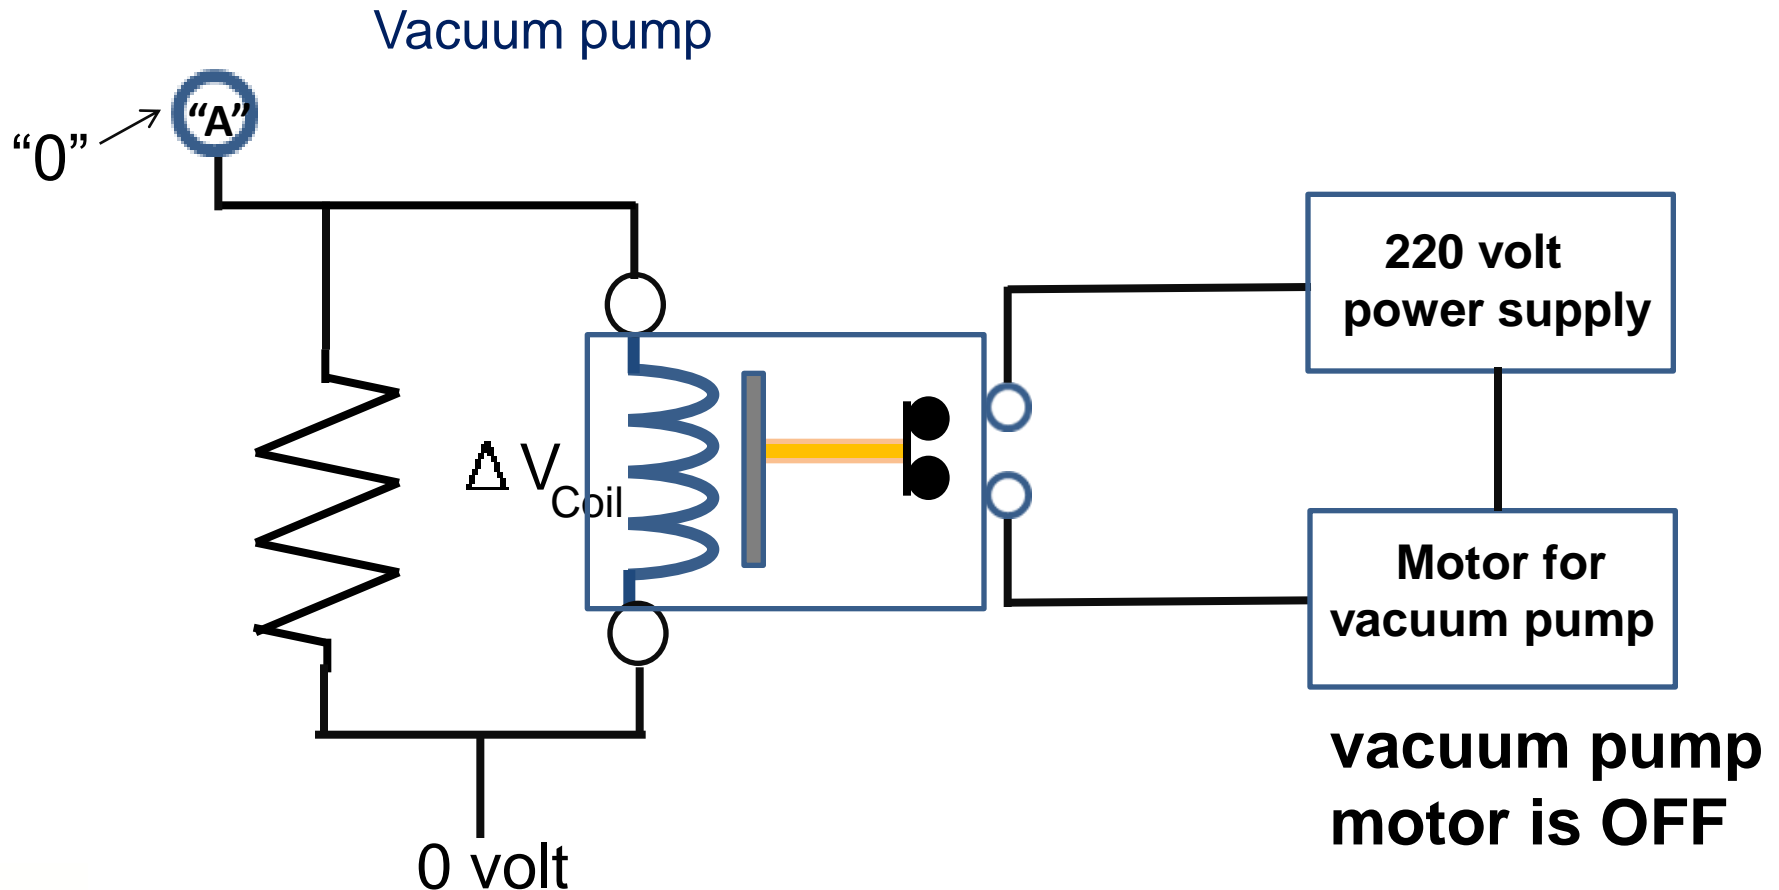 Vacuum pump
“A”
“0”
220 volt
power supply
Δ V Coil
Motor for
vacuum pump
vacuum pump
motor is OFF
0 volt